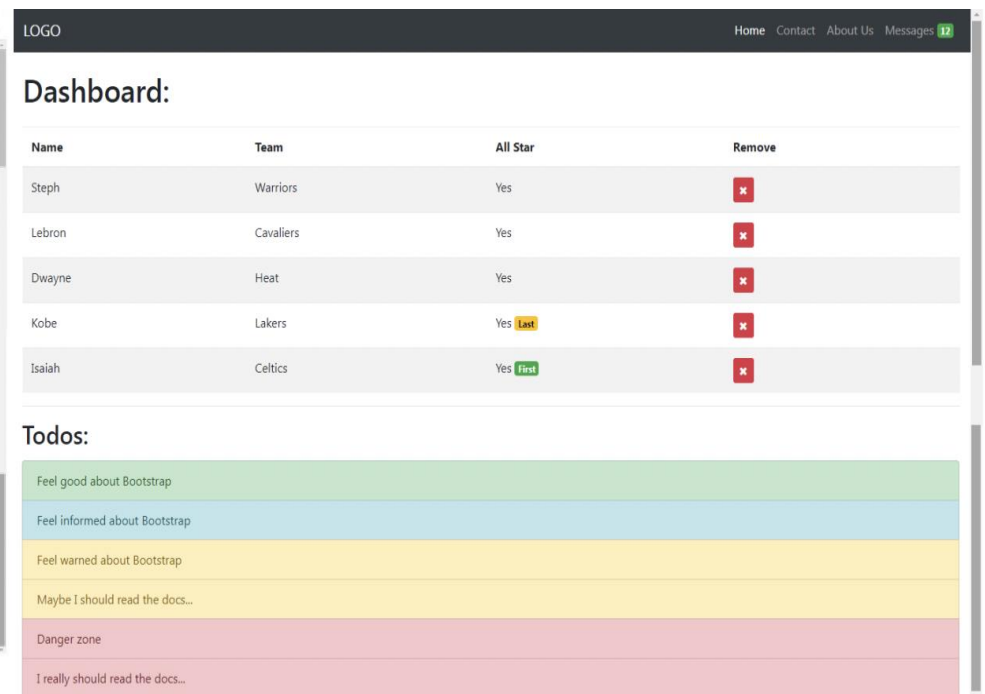 LOGO Home Contact About Us Messages 12
Dashboard:
Name Team All Star Remove
Steph Warriors Yes
Lebron Cavaliers Yes
Dwayne Heat Yes
Kobe Lakers Yes Last
Isaiah Celtics Yes First
Todos:
Feel good about Bootstrap
Feel informed about Bootstrap
Feel warned about Bootstrap
Maybe I should read the docs...
Danger zone
I really should read the docs...